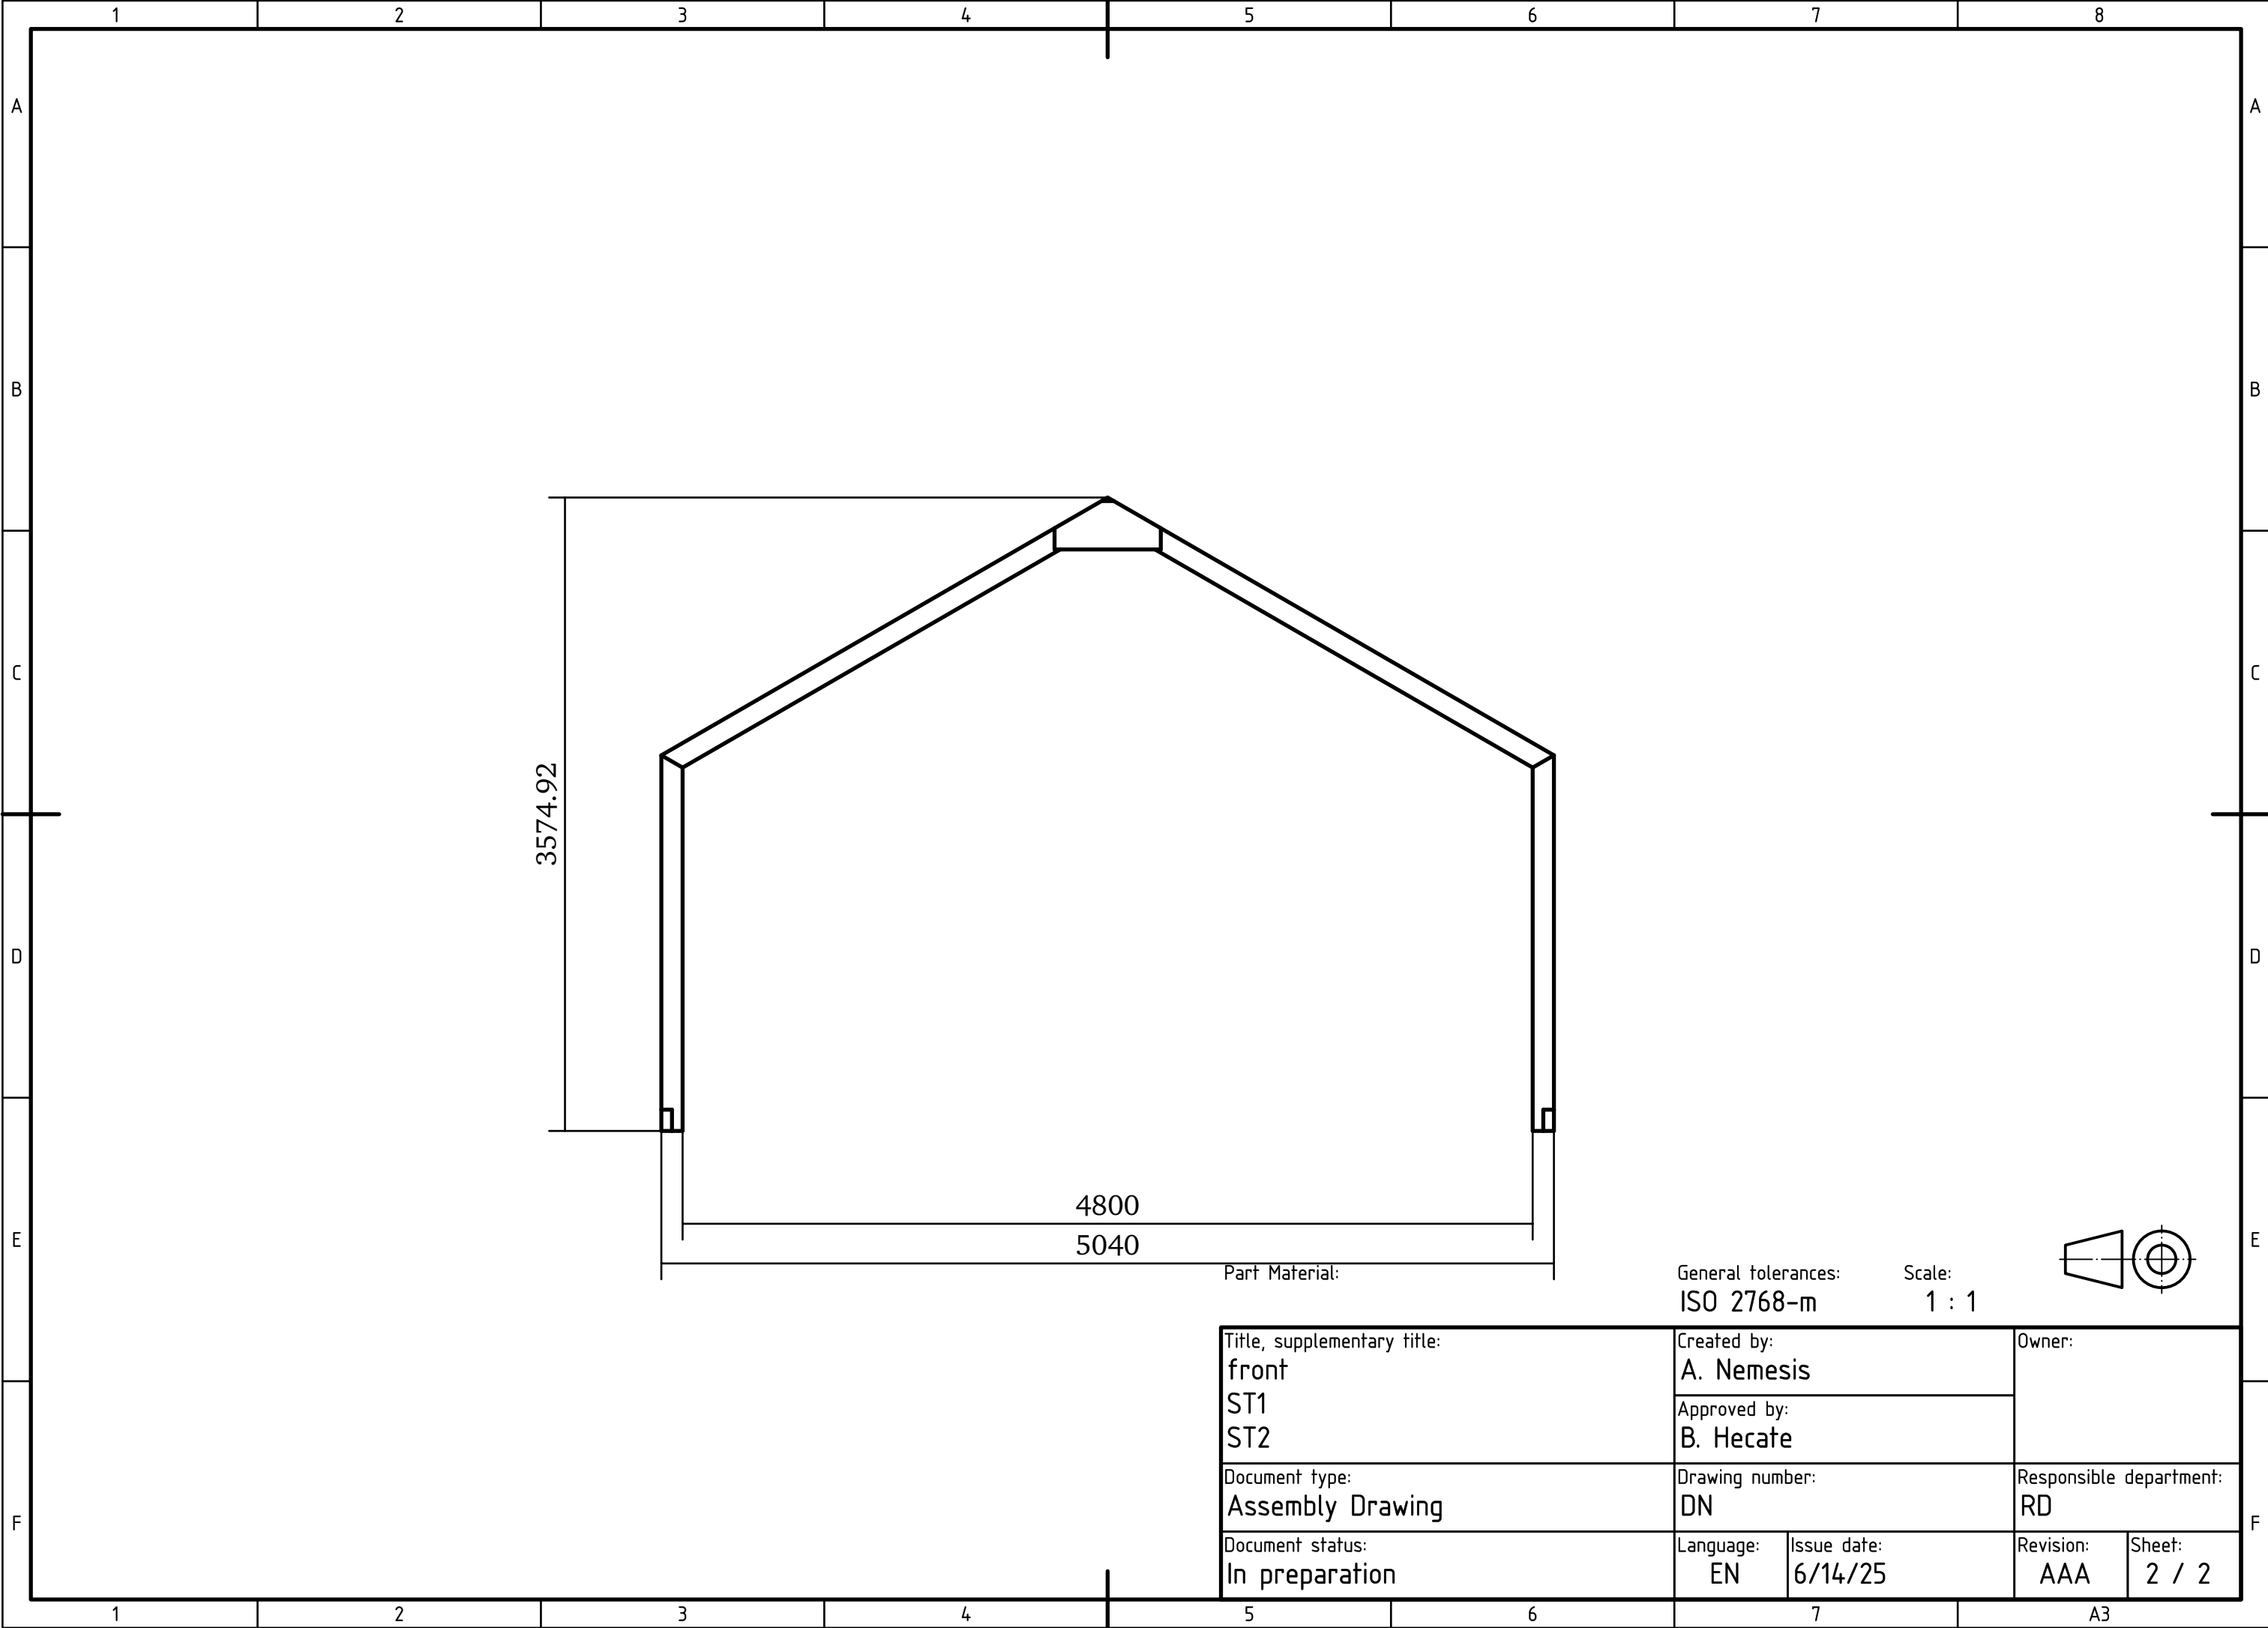 1 2 3 4 5 6 7 8
A A
B B
C C
D D
E E
F F
3574.92
4800
5040
Part Material:
General tolerances: Scale:
ISO 2768-m 1 : 1
Title, supplementary title: Created by: Owner:
front A. Nemesis
ST1 Approved by:
ST2 B. Hecate
Document type: Drawing number: Responsible department:
Assembly Drawing DN RD
Document status: Language: Issue date: Revision: Sheet:
In preparation EN 6/14/25 AAA 2 / 2
1 2 3 4 5 6 7 A3